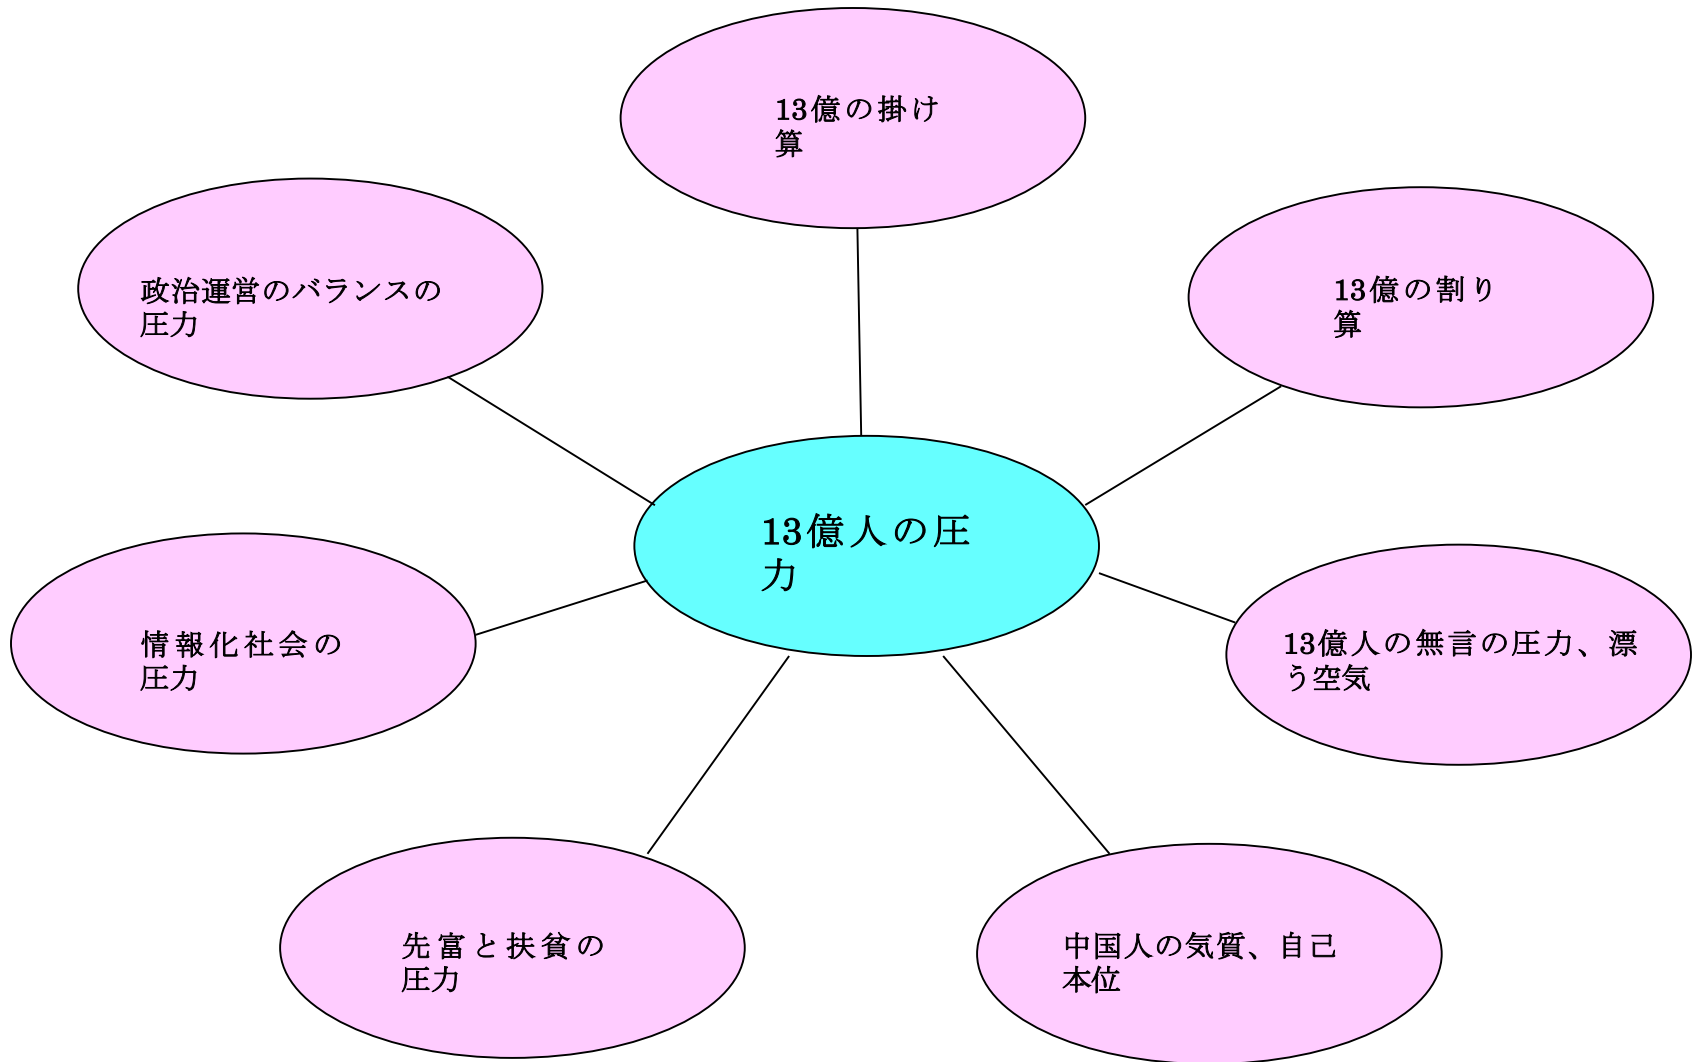 13億の掛け
算
政治運営のバランスの
圧力
13億の割り
算
13億人の圧
力
情報化社会の
圧力
13億人の無言の圧力、漂
う空気
先富と扶貧の
圧力
中国人の気質、自己
本位